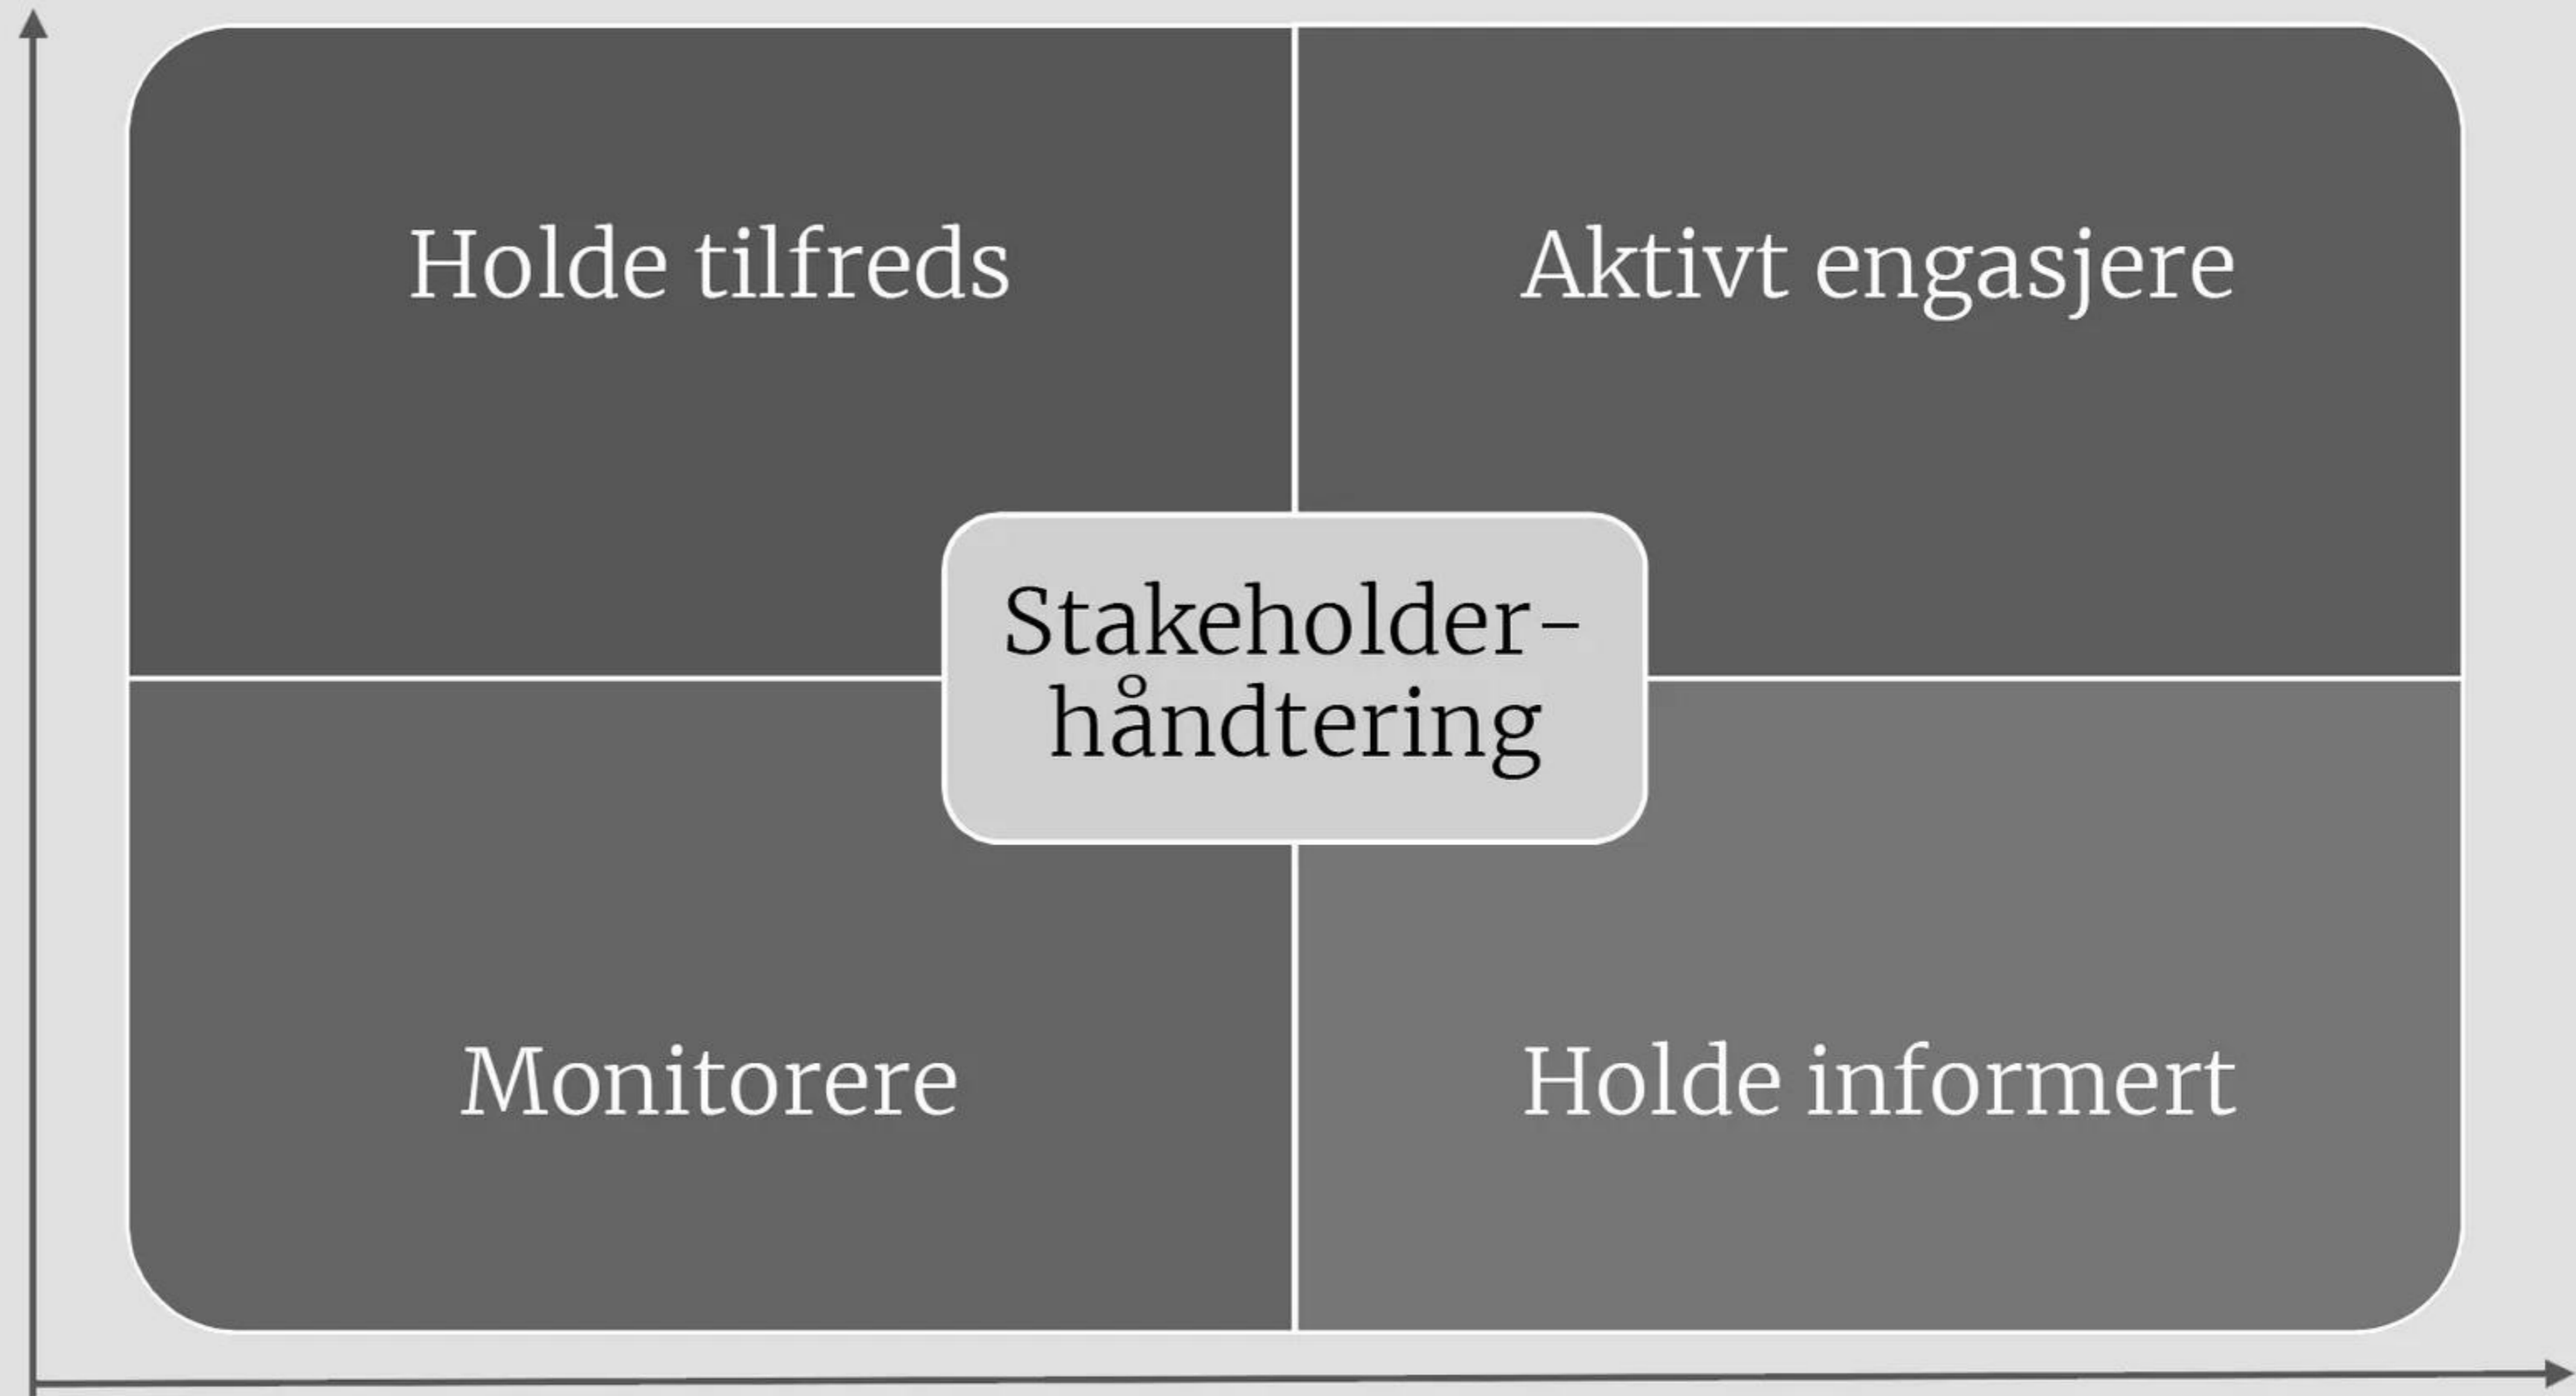 Holde tilfreds
Aktivt engasjere
Stakeholder-
håndtering
Monitorere
Holde informert